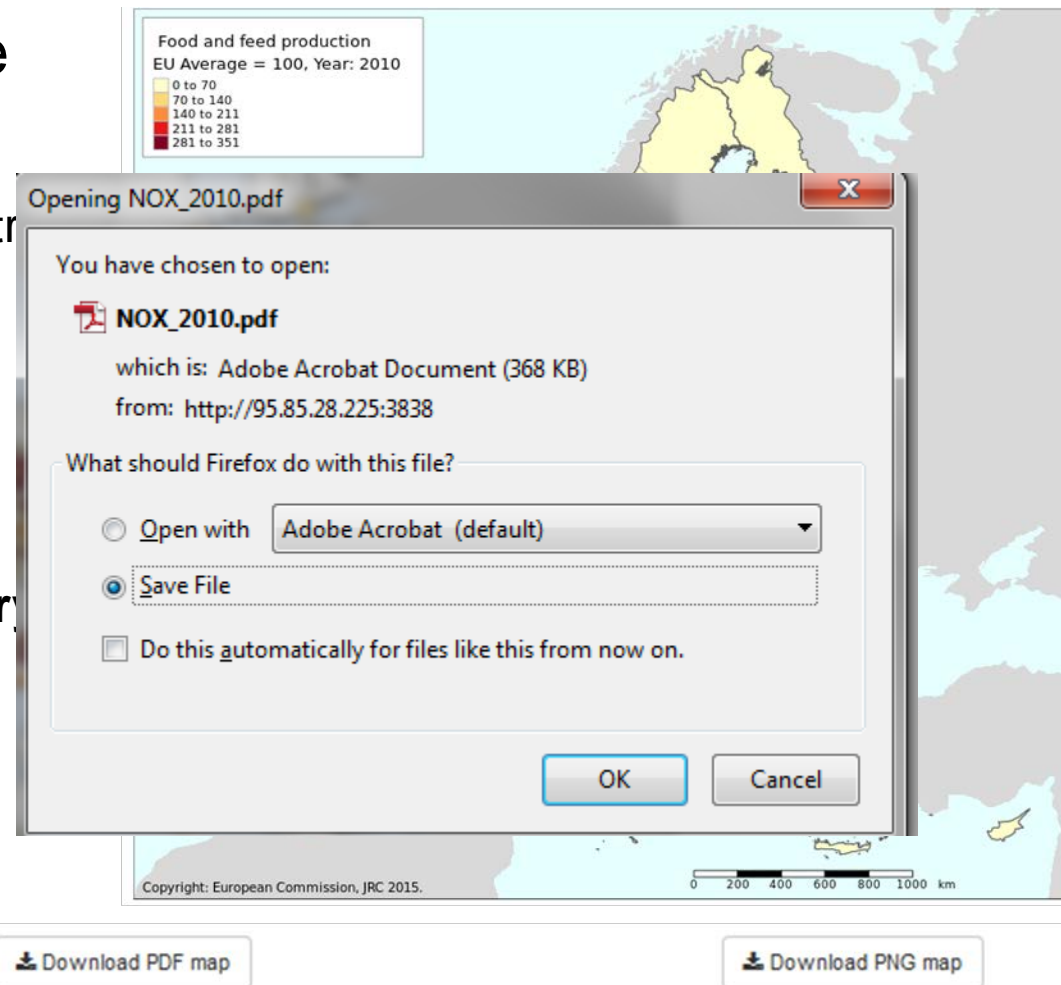 Food and feed production
EU Average = 100, Year: 2010
0 to 70
70 to 140
140 to 211
211 to 281
281 to 351
Opening NOX_2010.pdf
You have chosen to open:
NOX_2010.pdf
which is: Adobe Acrobat Document (368 KB)
from: http://95.85.28.225:3838
What should Firefox do with this file?
Open with Adobe Acrobat (default)
Save File
Do this automatically for files like this from now on.
OK Cancel
Copyright: European Commission, JRC 2015.
0 200 400 600 800 1000 km
Download PDF map Download PNG map